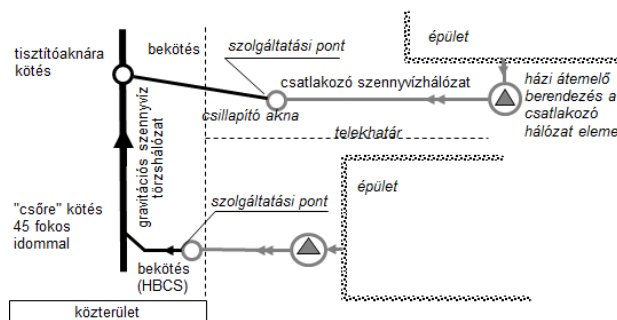 tisztítóaknára
kötés
bekötés
szolgáltatási pont
épület
csatlakozó szennyvízhálózat
csillapító akna
házi átemelő
berendezés a
csatlakozó
hálózat eleme
telekhatár
gravitációs szennyvíz
törzshálózat
"csőre" kötés
45 fokos
idommal
szolgáltatási pont
épület
bekötés
(HBCS)
közterület